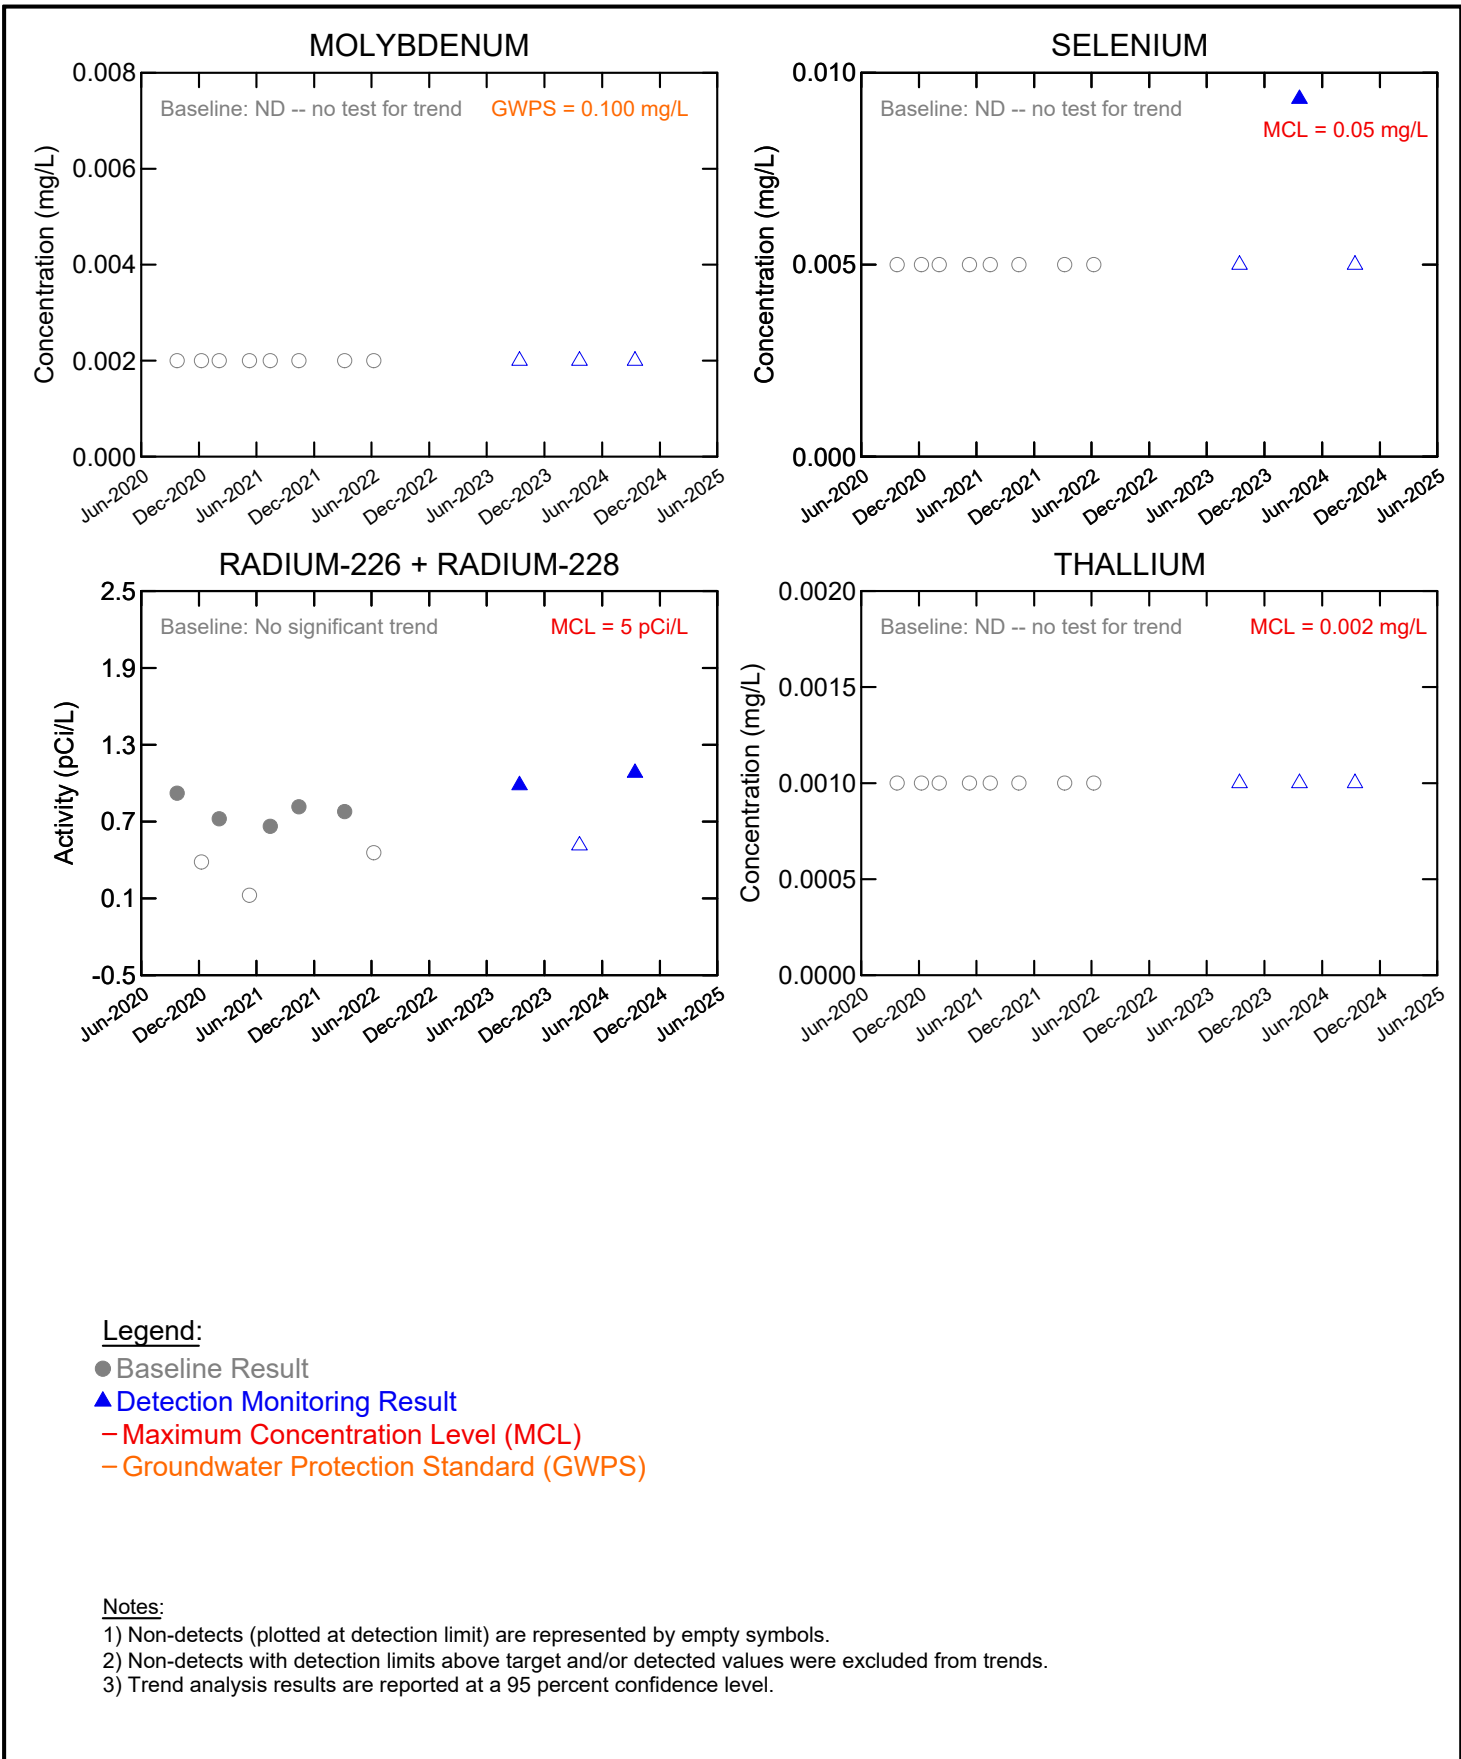 MOLYBDENUM
0.008
Baseline: ND -- no test for trend
GWPS = 0.100 mg/L
0.006
0.004
0.002
0.000
Concentration (mg/L)
Jun-2020
Dec-2020
Jun-2021
Dec-2021
Jun-2022
Dec-2022
Jun-2023
Dec-2023
Jun-2024
Dec-2024
Jun-2025
SELENIUM
0.010
Baseline: ND -- no test for trend
MCL = 0.05 mg/L
0.005
0.000
Concentration (mg/L)
Jun-2020
Dec-2020
Jun-2021
Dec-2021
Jun-2022
Dec-2022
Jun-2023
Dec-2023
Jun-2024
Dec-2024
Jun-2025
RADIUM-226 + RADIUM-228
2.5
Baseline: No significant trend
MCL = 5 pCi/L
1.9
1.3
0.7
0.1
-0.5
Activity (pCi/L)
Jun-2020
Dec-2020
Jun-2021
Dec-2021
Jun-2022
Dec-2022
Jun-2023
Dec-2023
Jun-2024
Dec-2024
Jun-2025
THALLIUM
0.0020
Baseline: ND -- no test for trend
MCL = 0.002 mg/L
0.0015
0.0010
0.0005
0.0000
Concentration (mg/L)
Jun-2020
Dec-2020
Jun-2021
Dec-2021
Jun-2022
Dec-2022
Jun-2023
Dec-2023
Jun-2024
Dec-2024
Jun-2025
Legend:
Baseline Result
Detection Monitoring Result
Maximum Concentration Level (MCL)
Groundwater Protection Standard (GWPS)
Notes:
1) Non-detects (plotted at detection limit) are represented by empty symbols.
2) Non-detects with detection limits above target and/or detected values were excluded from trends.
3) Trend analysis results are reported at a 95 percent confidence level.